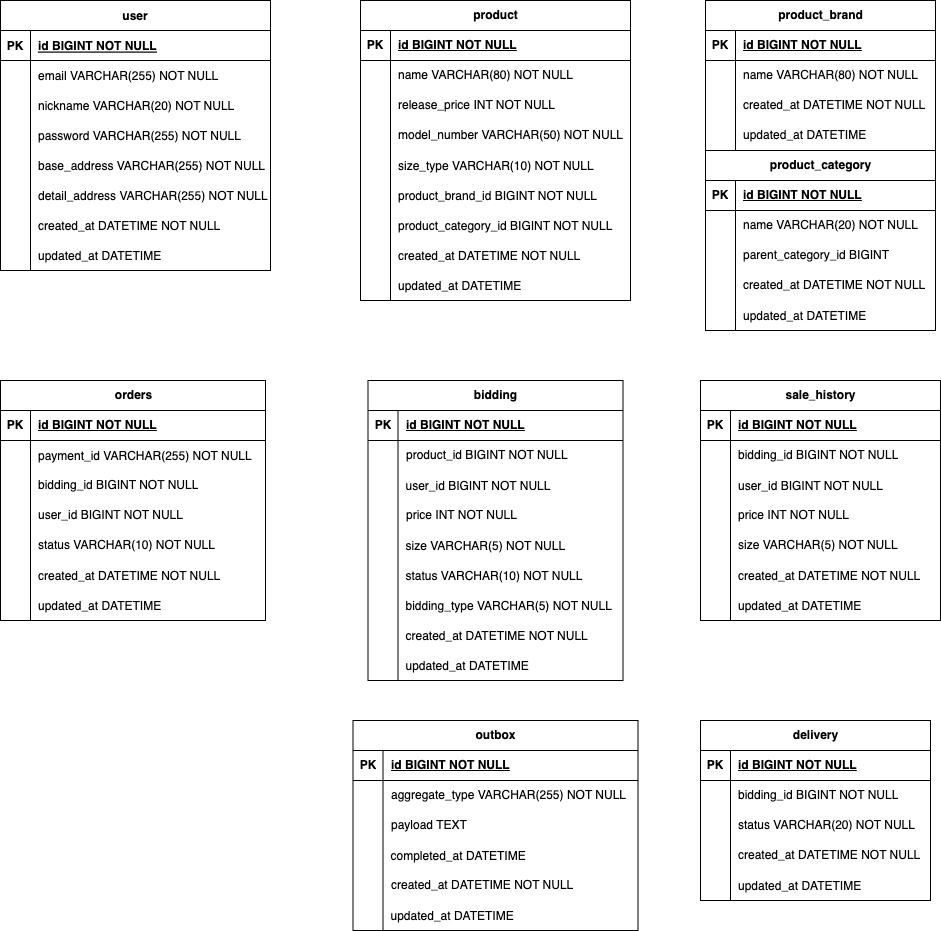 user
PK id BIGINT NOT NULL
email VARCHAR(255) NOT NULL
nickname VARCHAR(20) NOT NULL
password VARCHAR(255) NOT NULL
base_address VARCHAR(255) NOT NULL
detail_address VARCHAR(255) NOT NULL
created_at DATETIME NOT NULL
updated_at DATETIME
product
PK id BIGINT NOT NULL
name VARCHAR(80) NOT NULL
release_price INT NOT NULL
model_number VARCHAR(50) NOT NULL
size_type VARCHAR(10) NOT NULL
product_brand_id BIGINT NOT NULL
product_category_id BIGINT NOT NULL
created_at DATETIME NOT NULL
updated_at DATETIME
product_brand
PK id BIGINT NOT NULL
name VARCHAR(80) NOT NULL
created_at DATETIME NOT NULL
updated_at DATETIME
product_category
PK id BIGINT NOT NULL
name VARCHAR(20) NOT NULL
parent_category_id BIGINT
created_at DATETIME NOT NULL
updated_at DATETIME
orders
PK id BIGINT NOT NULL
payment_id VARCHAR(255) NOT NULL
bidding_id BIGINT NOT NULL
user_id BIGINT NOT NULL
status VARCHAR(10) NOT NULL
created_at DATETIME NOT NULL
updated_at DATETIME
bidding
PK id BIGINT NOT NULL
product_id BIGINT NOT NULL
user_id BIGINT NOT NULL
price INT NOT NULL
size VARCHAR(5) NOT NULL
status VARCHAR(10) NOT NULL
bidding_type VARCHAR(5) NOT NULL
created_at DATETIME NOT NULL
updated_at DATETIME
sale_history
PK id BIGINT NOT NULL
bidding_id BIGINT NOT NULL
user_id BIGINT NOT NULL
price INT NOT NULL
size VARCHAR(5) NOT NULL
created_at DATETIME NOT NULL
updated_at DATETIME
outbox
PK id BIGINT NOT NULL
aggregate_type VARCHAR(255) NOT NULL
payload TEXT
completed_at DATETIME
created_at DATETIME NOT NULL
updated_at DATETIME
delivery
PK id BIGINT NOT NULL
bidding_id BIGINT NOT NULL
status VARCHAR(20) NOT NULL
created_at DATETIME NOT NULL
updated_at DATETIME